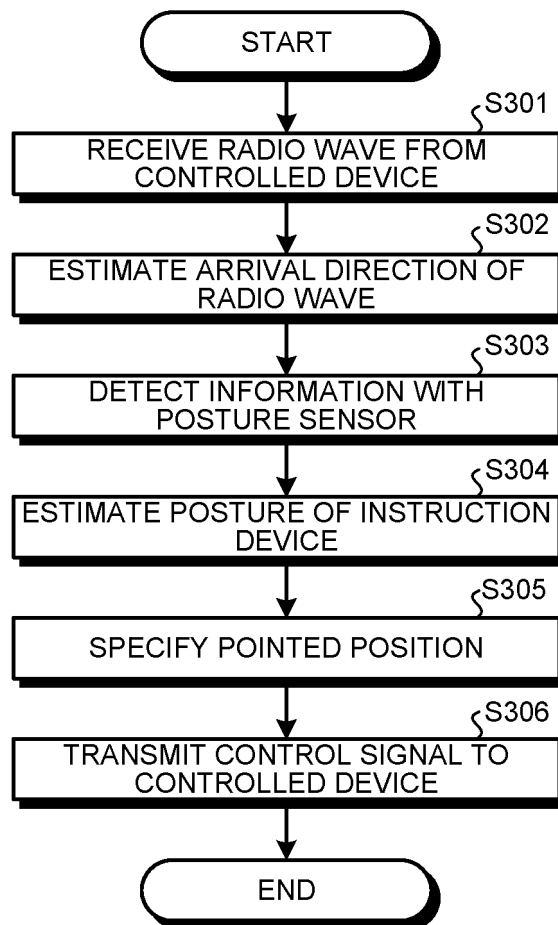 START
S301
RECEIVE RADIO WAVE FROM
CONTROLLED DEVICE
S302
ESTIMATE ARRIVAL DIRECTION OF
RADIO WAVE
S303
DETECT INFORMATION WITH
POSTURE SENSOR
S304
ESTIMATE POSTURE OF INSTRUCTION
DEVICE
S305
SPECIFY POINTED POSITION
S306
TRANSMIT CONTROL SIGNAL TO
CONTROLLED DEVICE
END